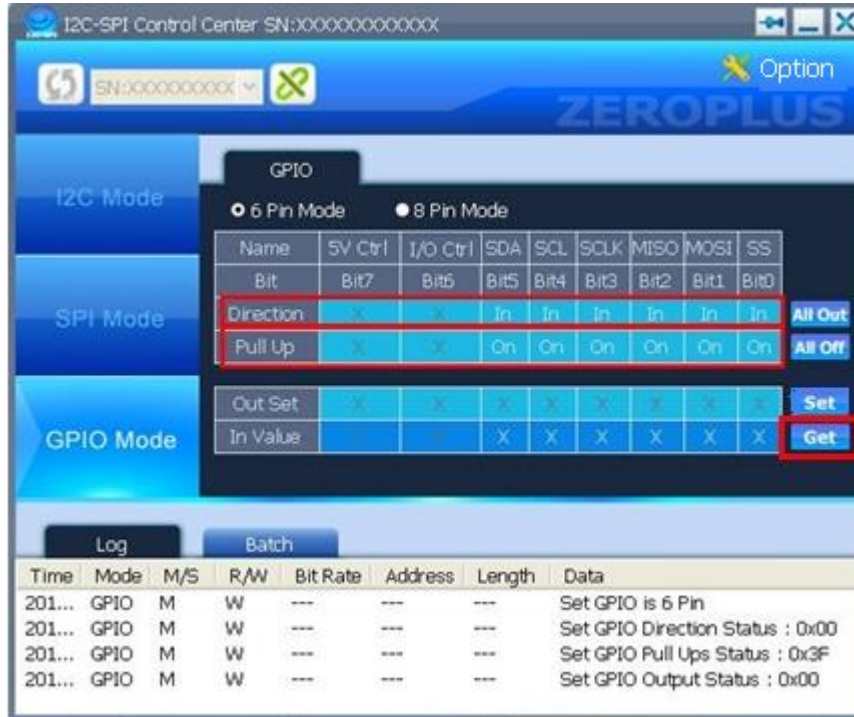 I2C-SPI Control Center SN:XXXXXXXXXXXXX
SN:XXXXXXXXXX
Option
ZEROPLUS
I2C Mode
SPI Mode
GPIO Mode
GPIO
6 Pin Mode 8 Pin Mode
Name 5V Ctrl I/O Ctrl SDA SCL SCLK MISO MOSI SS
Bit Bit7 Bit6 Bit5 Bit4 Bit3 Bit2 Bit1 Bit0
Direction X X In In In In In In All Out
Pull Up X X On On On On On On All Off
Out Set X X X X X X X X Set
In Value X X X X X X X X Get
Log Batch
Time Mode M/S R/W Bit Rate Address Length Data
201... GPIO M W --- --- --- Set GPIO is 6 Pin
201... GPIO M W --- --- --- Set GPIO Direction Status : 0x00
201... GPIO M W --- --- --- Set GPIO Pull Ups Status : 0x3F
201... GPIO M W --- --- --- Set GPIO Output Status : 0x00